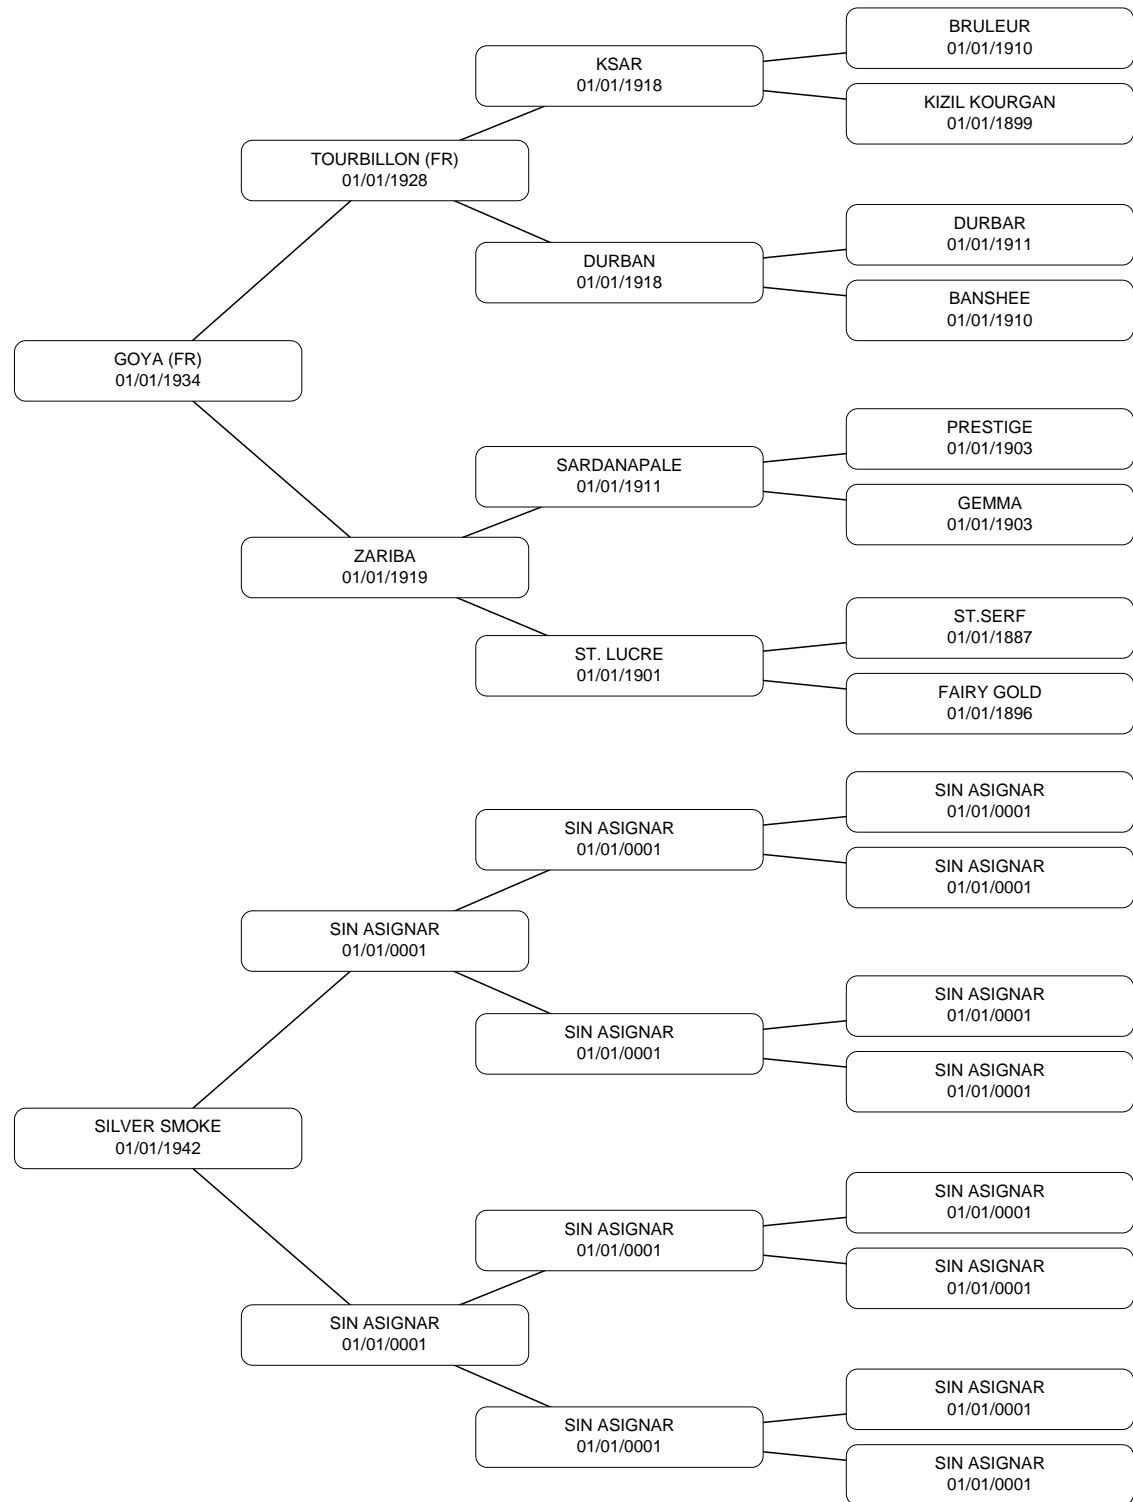 BRULEUR
01/01/1910
KSAR
01/01/1918
KIZIL KOURGAN
01/01/1899
TOURBILLON (FR)
01/01/1928
DURBAR
01/01/1911
DURBAN
01/01/1918
BANSHEE
01/01/1910
GOYA (FR)
01/01/1934
PRESTIGE
01/01/1903
SARDANAPALE
01/01/1911
GEMMA
01/01/1903
ZARIBA
01/01/1919
ST.SERF
01/01/1887
ST. LUCRE
01/01/1901
FAIRY GOLD
01/01/1896
SIN ASIGNAR
01/01/0001
SIN ASIGNAR
01/01/0001
SIN ASIGNAR
01/01/0001
SIN ASIGNAR
01/01/0001
SIN ASIGNAR
01/01/0001
SIN ASIGNAR
01/01/0001
SIN ASIGNAR
01/01/0001
SILVER SMOKE
01/01/1942
SIN ASIGNAR
01/01/0001
SIN ASIGNAR
01/01/0001
SIN ASIGNAR
01/01/0001
SIN ASIGNAR
01/01/0001
SIN ASIGNAR
01/01/0001
SIN ASIGNAR
01/01/0001
SIN ASIGNAR
01/01/0001